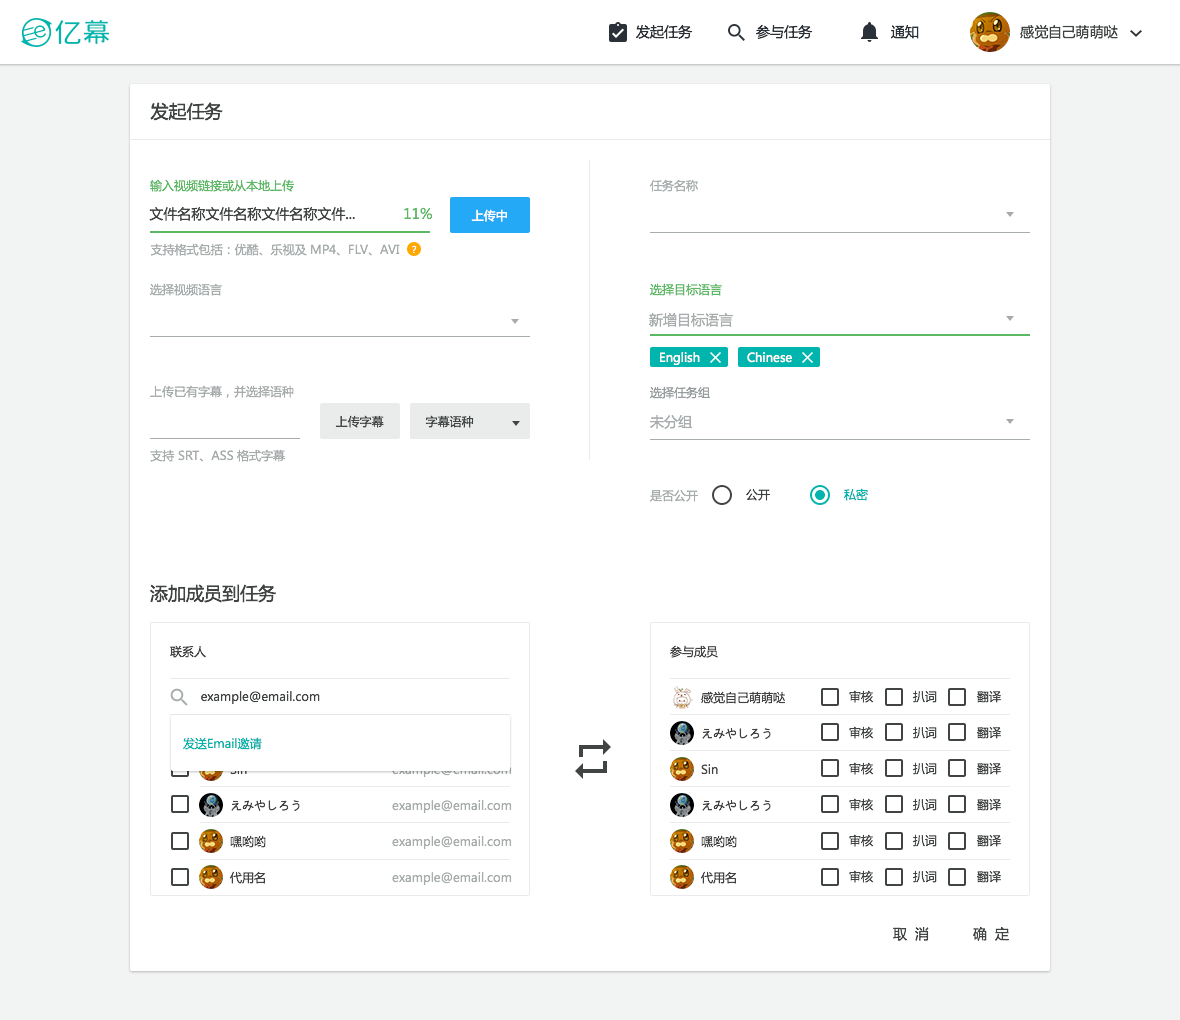 亿幕
发起任务
参与任务
通知
感觉自己萌萌哒
发起任务
输入视频链接或从本地上传
文件名称文件名称文件名称文件...
11%
上传中
支持格式包括：优酷、乐视及 MP4、FLV、AVI
?
选择视频语言
上传已有字幕，并选择语种
上传字幕
字幕语种
支持 SRT、ASS 格式字幕
任务名称
选择目标语言
新增目标语言
English
Chinese
选择任务组
未分组
是否公开
公开
私密
添加成员到任务
联系人
example@email.com
发送Email邀请
Sin example@email.com
えみやしろう example@email.com
嘿哟哟 example@email.com
代用名 example@email.com
参与成员
感觉自己萌萌哒 审核 扒词 翻译
えみやしろう 审核 扒词 翻译
Sin 审核 扒词 翻译
えみやしろう 审核 扒词 翻译
嘿哟哟 审核 扒词 翻译
代用名 审核 扒词 翻译
取 消
确 定